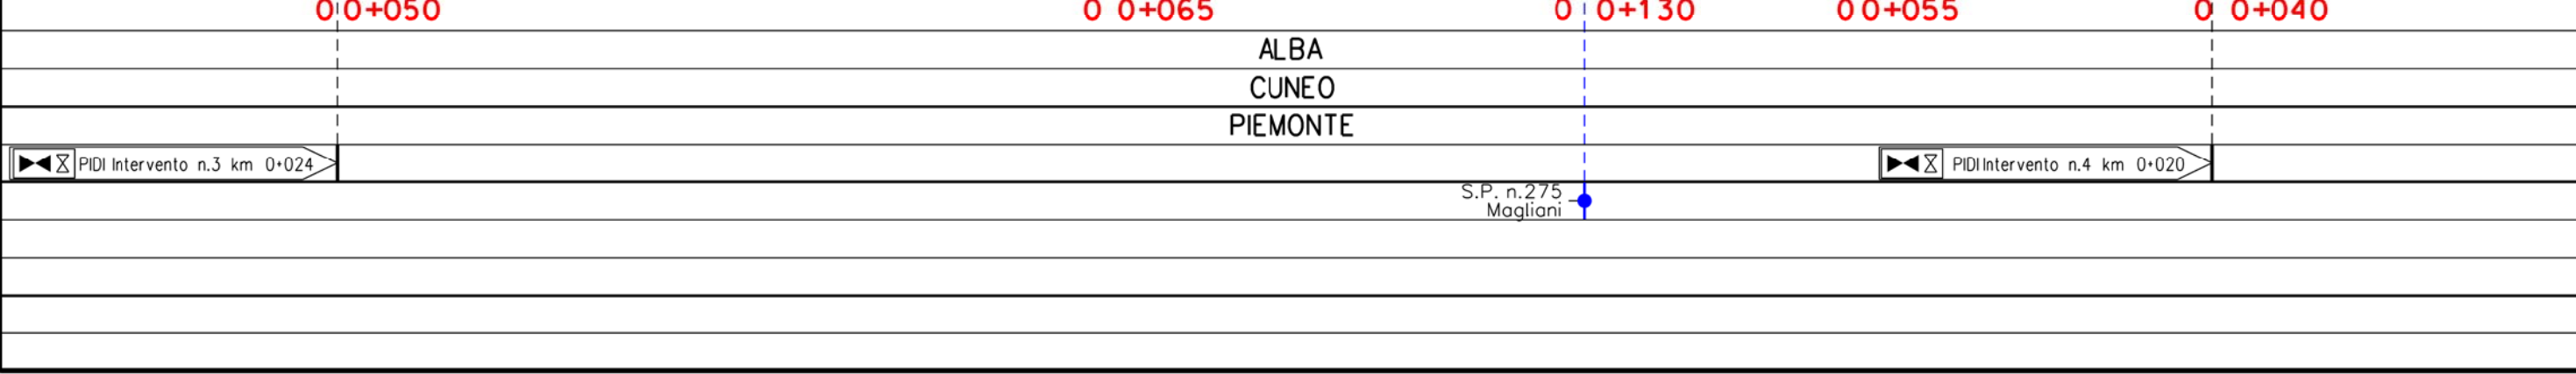 0 0+050 0 0+065 0 0+130 0 0+055 0 0+040
ALBA
CUNEO
PIEMONTE
PIDI Intervento n.3 km 0+024 PIDI Intervento n.4 km 0+020
S.P. n.275
Magliani